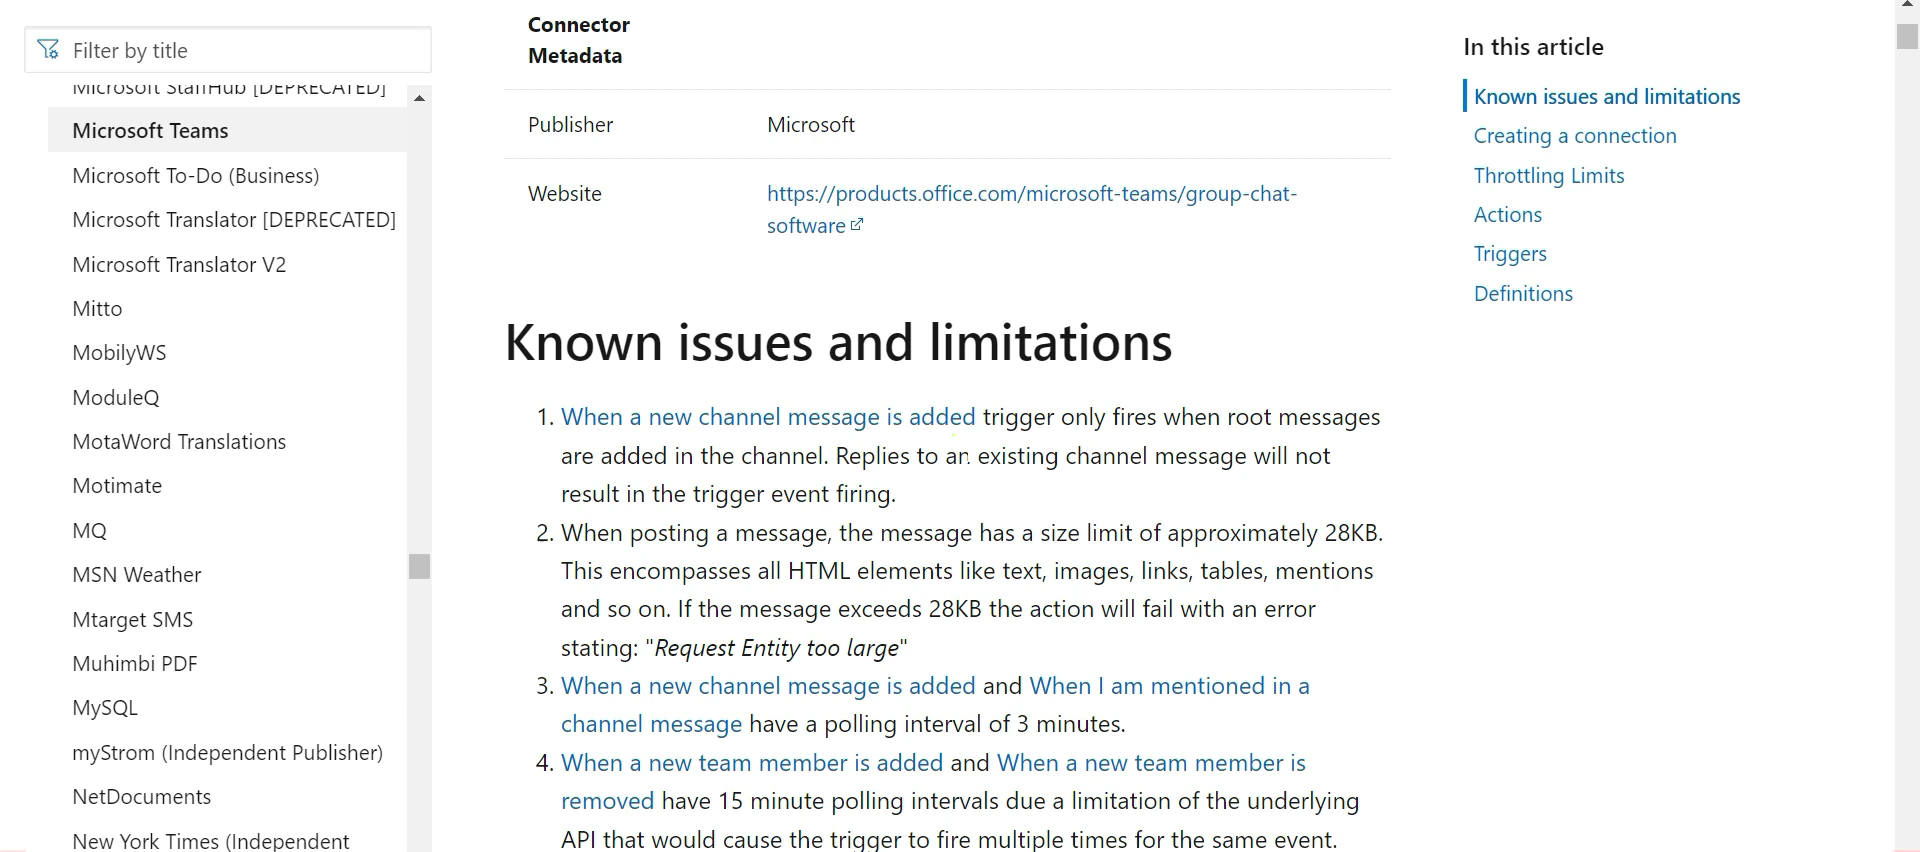 Filter by title
Microsoft StaffHub [DEPRECATED]
Microsoft Teams
Microsoft To-Do (Business)
Microsoft Translator [DEPRECATED]
Microsoft Translator V2
Mitto
MobilyWS
ModuleQ
MotaWord Translations
Motimate
MQ
MSN Weather
Mtarget SMS
Muhimbi PDF
MySQL
myStrom (Independent Publisher)
NetDocuments
New York Times (Independent
Connector
Metadata
Publisher Microsoft
Website https://products.office.com/microsoft-teams/group-chat-
software
Known issues and limitations
1. When a new channel message is added trigger only fires when root messages
are added in the channel. Replies to an existing channel message will not
result in the trigger event firing.
2. When posting a message, the message has a size limit of approximately 28KB.
This encompasses all HTML elements like text, images, links, tables, mentions
and so on. If the message exceeds 28KB the action will fail with an error
stating: "Request Entity too large"
3. When a new channel message is added and When I am mentioned in a
channel message have a polling interval of 3 minutes.
4. When a new team member is added and When a new team member is
removed have 15 minute polling intervals due a limitation of the underlying
API that would cause the trigger to fire multiple times for the same event.
In this article
Known issues and limitations
Creating a connection
Throttling Limits
Actions
Triggers
Definitions